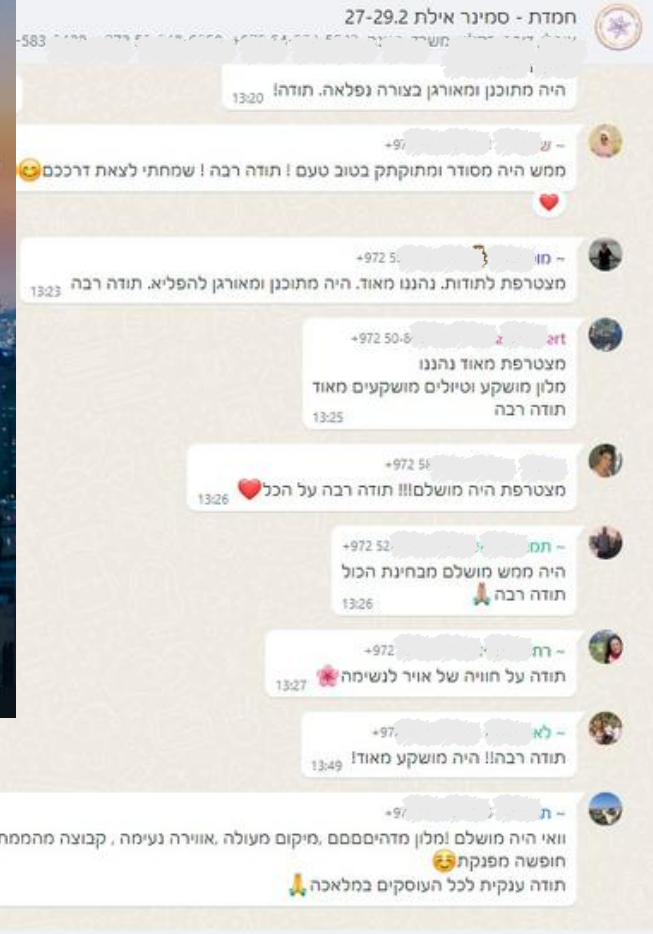 חמדת - סמינר אילת 27-29.2
היה מתוכנן ומאורגן בצורה נפלאה. תודה!
13:20
+97
ממש היה מסודר ומתוקתק בטוב טעם ! תודה רבה ! שמחתי לצאת דרככם😊
❤️
+972 5
מצטרפת לתודות. נהננו מאוד. היה מתוכנן ומאורגן להפליא. תודה רבה
13:23
+972 50-
מצטרפת מאוד נהננו
מלון מושקע וטיולים מושקעים מאוד
תודה רבה
13:25
+972 58
מצטרפת היה מושלם!!! תודה רבה על הכל❤️
13:26
~ תמ
+972 52
היה ממש מושלם מבחינת הכול
תודה רבה🙏
13:26
~ רח
+972
תודה על חוויה של אויר לנשימה🌸
13:27
~ לא
+97
תודה רבה!! היה מושקע מאוד!
13:49
~ ת
+97
וואי היה מושלם !מלון מדהיםםםם ,מיקום מעולה ,אווירה נעימה , קבוצה מהממת
חופשה מפנקת☺️
תודה ענקית לכל העוסקים במלאכה🙏